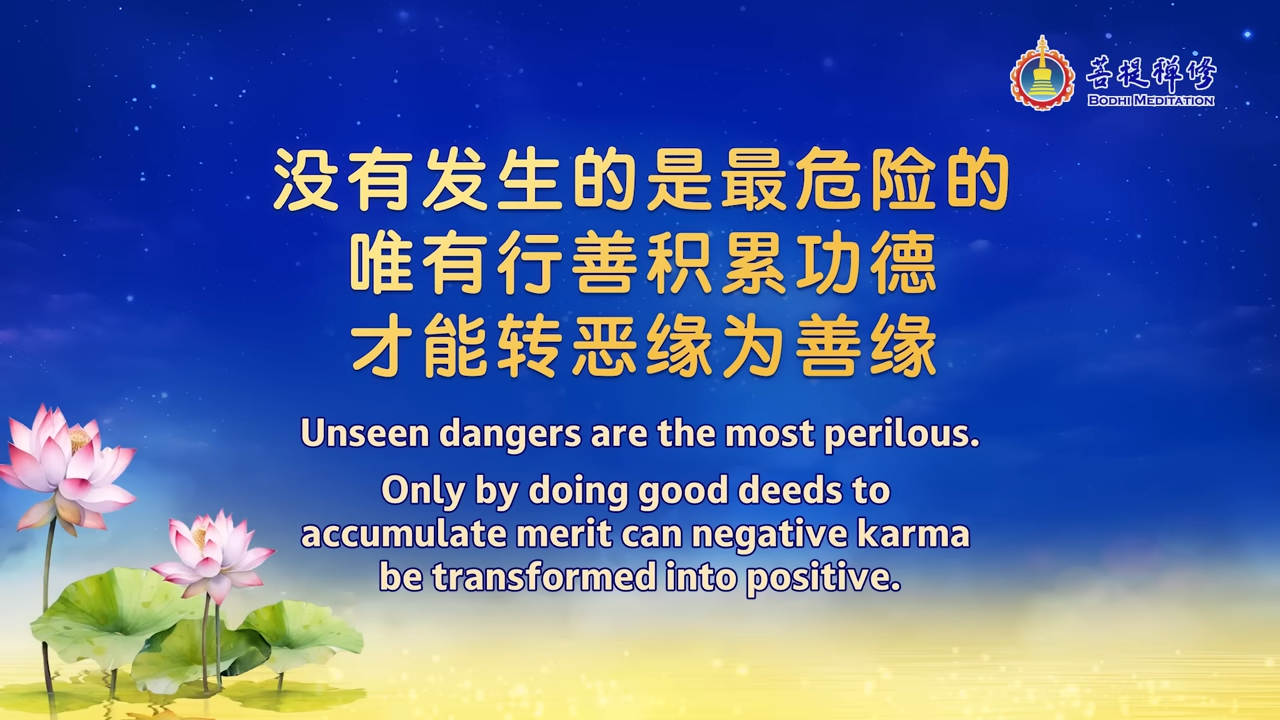 菩提禅修
BODHI MEDITATION
没有发生的是最危险的
唯有行善积累功德
才能转恶缘为善缘
Unseen dangers are the most perilous.
Only by doing good deeds to
accumulate merit can negative karma
be transformed into positive.